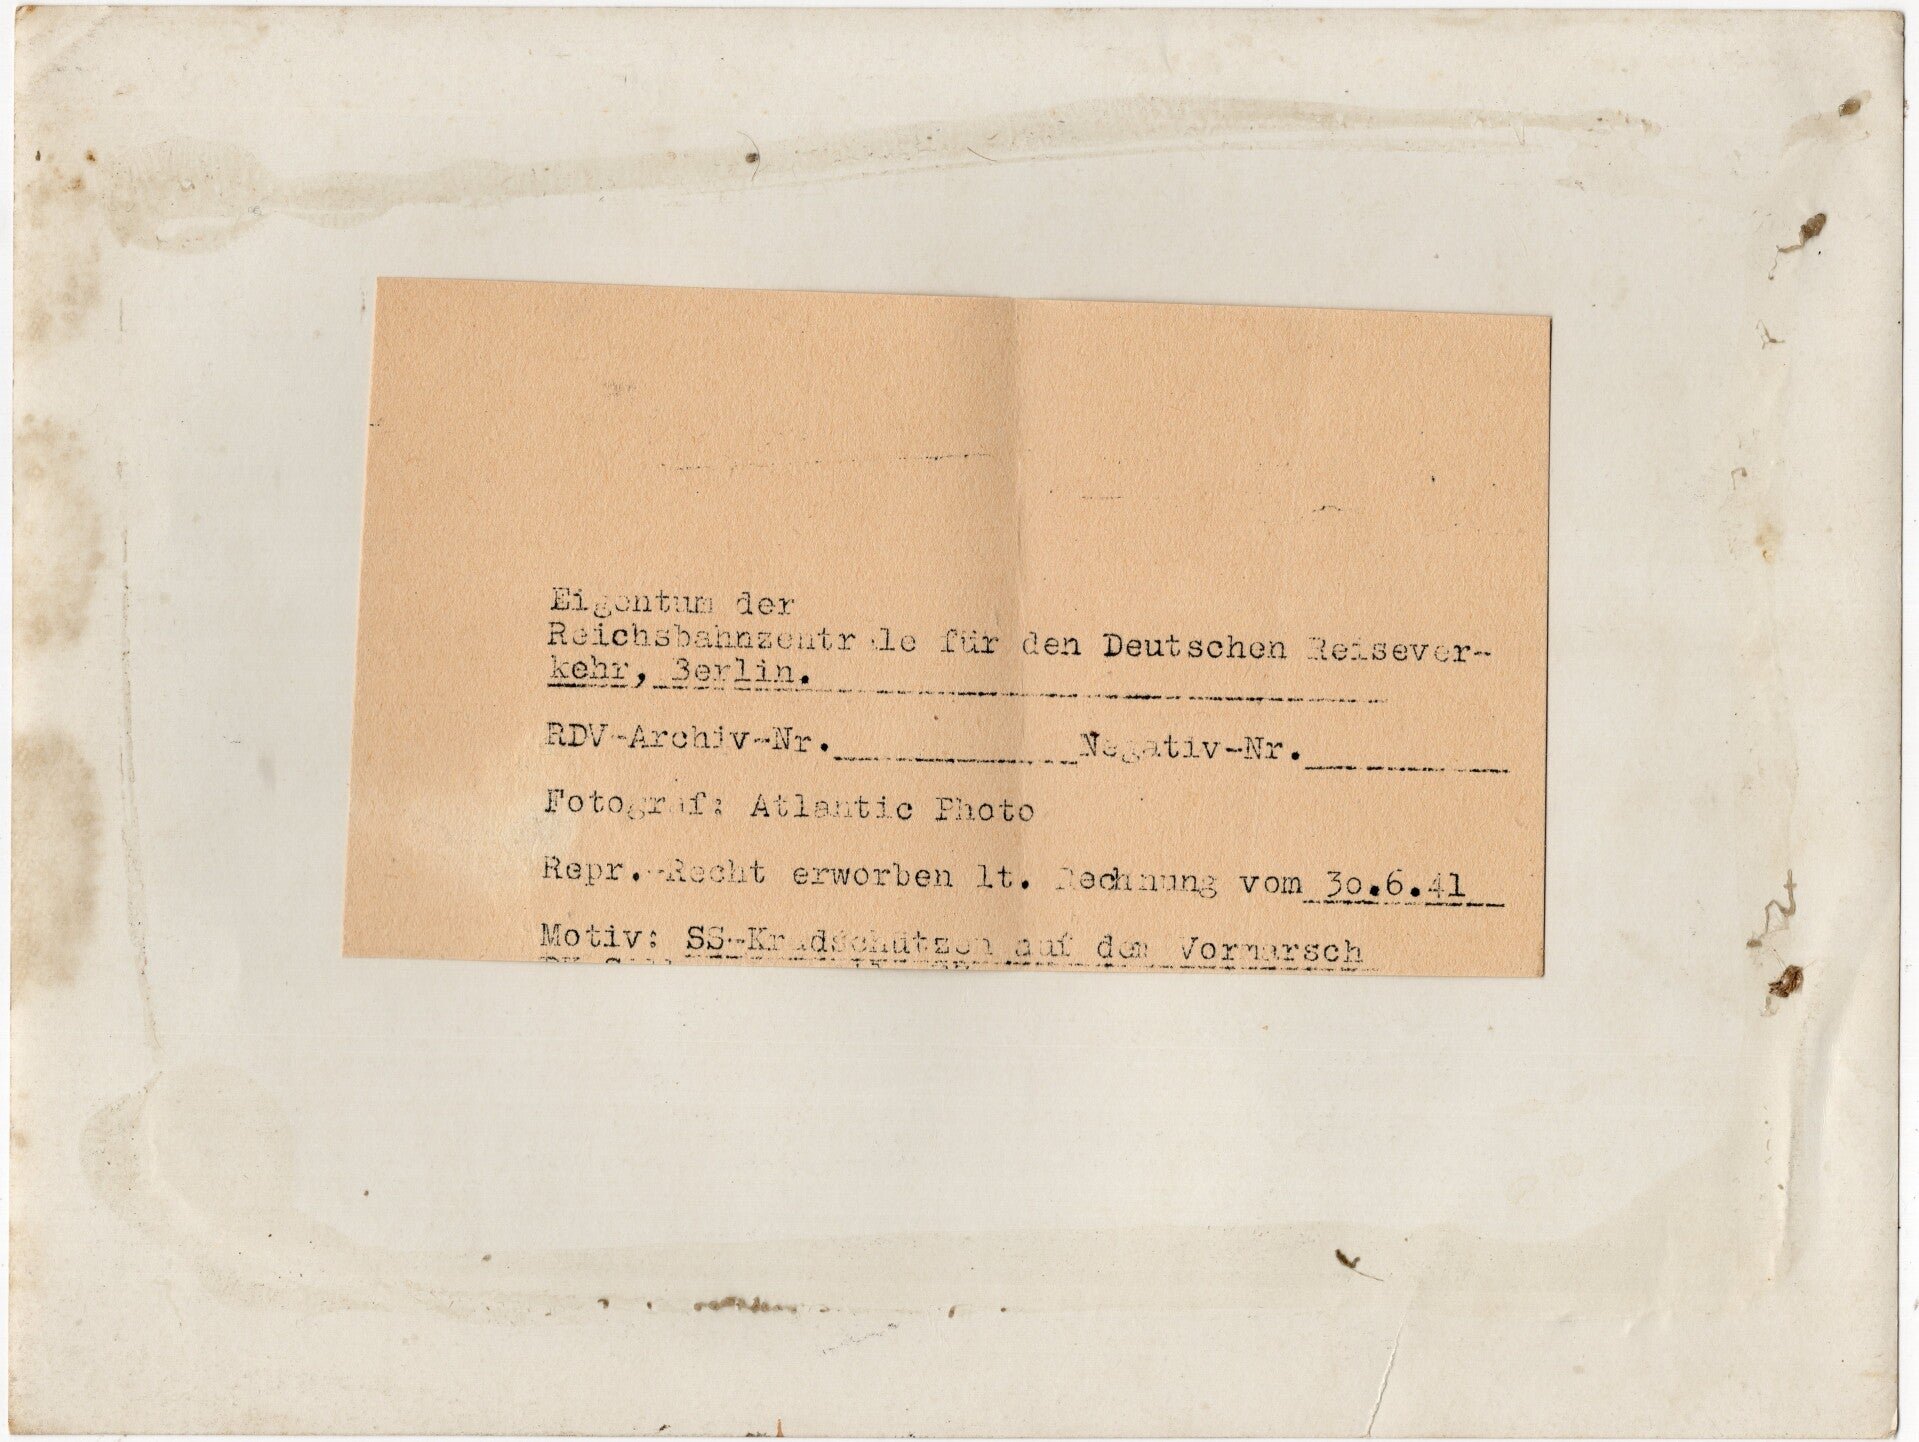 Eigentum der
Reichsbahnzentrale für den Deutschen Reisever-
kehr, Berlin.
RDV-Archiv-Nr.            Negativ-Nr.
Fotograf: Atlantic Photo
Repr.-Recht erworben lt. Rechnung vom 30.6.41
Motiv: SS-Kradschützen auf dem Vormarsch